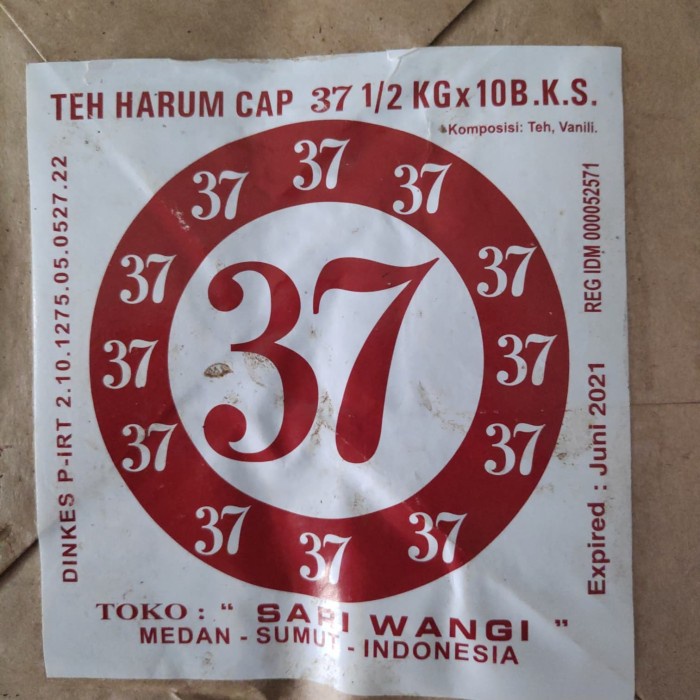 TEH HARUM CAP 37 1/2 KGx10B.K.S.
Komposisi: Teh, Vanili.
DINKES P-IRT 2.10.1275.05.0527.22
REG IDM 000052571
Expired : Juni 2021
37
37
37
37
37
37
37
37
37
37
37
37
37
TOKO : " SARI WANGI "
MEDAN - SUMUT - INDONESIA